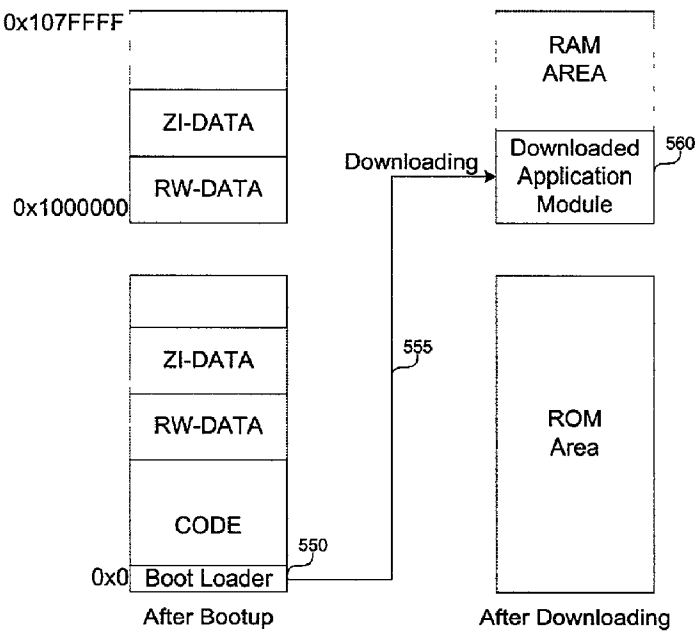 0x107FFFF
ZI-DATA
RW-DATA
0x1000000
RAM
AREA
Downloading
Downloaded
Application
Module
560
ZI-DATA
RW-DATA
CODE
0x0
Boot Loader
550
555
ROM
Area
After Bootup
After Downloading